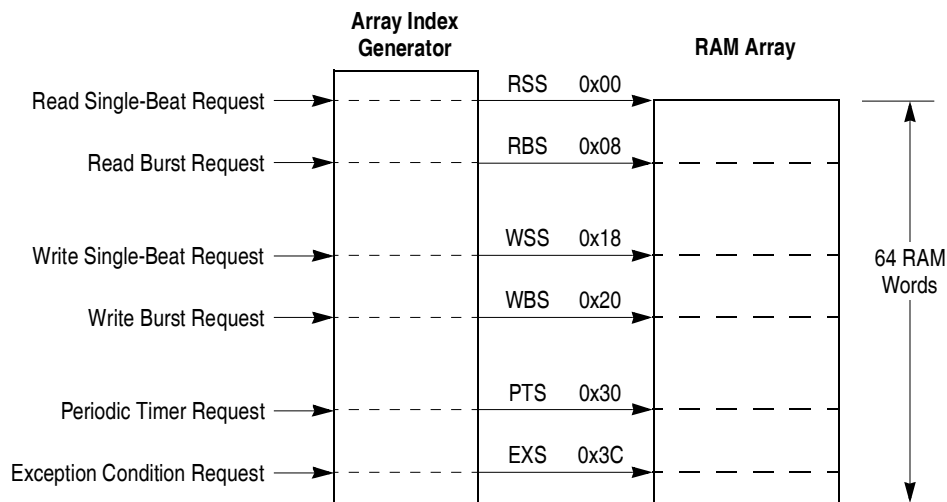 Array Index
Generator
RAM Array
Read Single-Beat Request
RSS 0x00
Read Burst Request
RBS 0x08
Write Single-Beat Request
WSS 0x18
64 RAM
Words
Write Burst Request
WBS 0x20
Periodic Timer Request
PTS 0x30
Exception Condition Request
EXS 0x3C